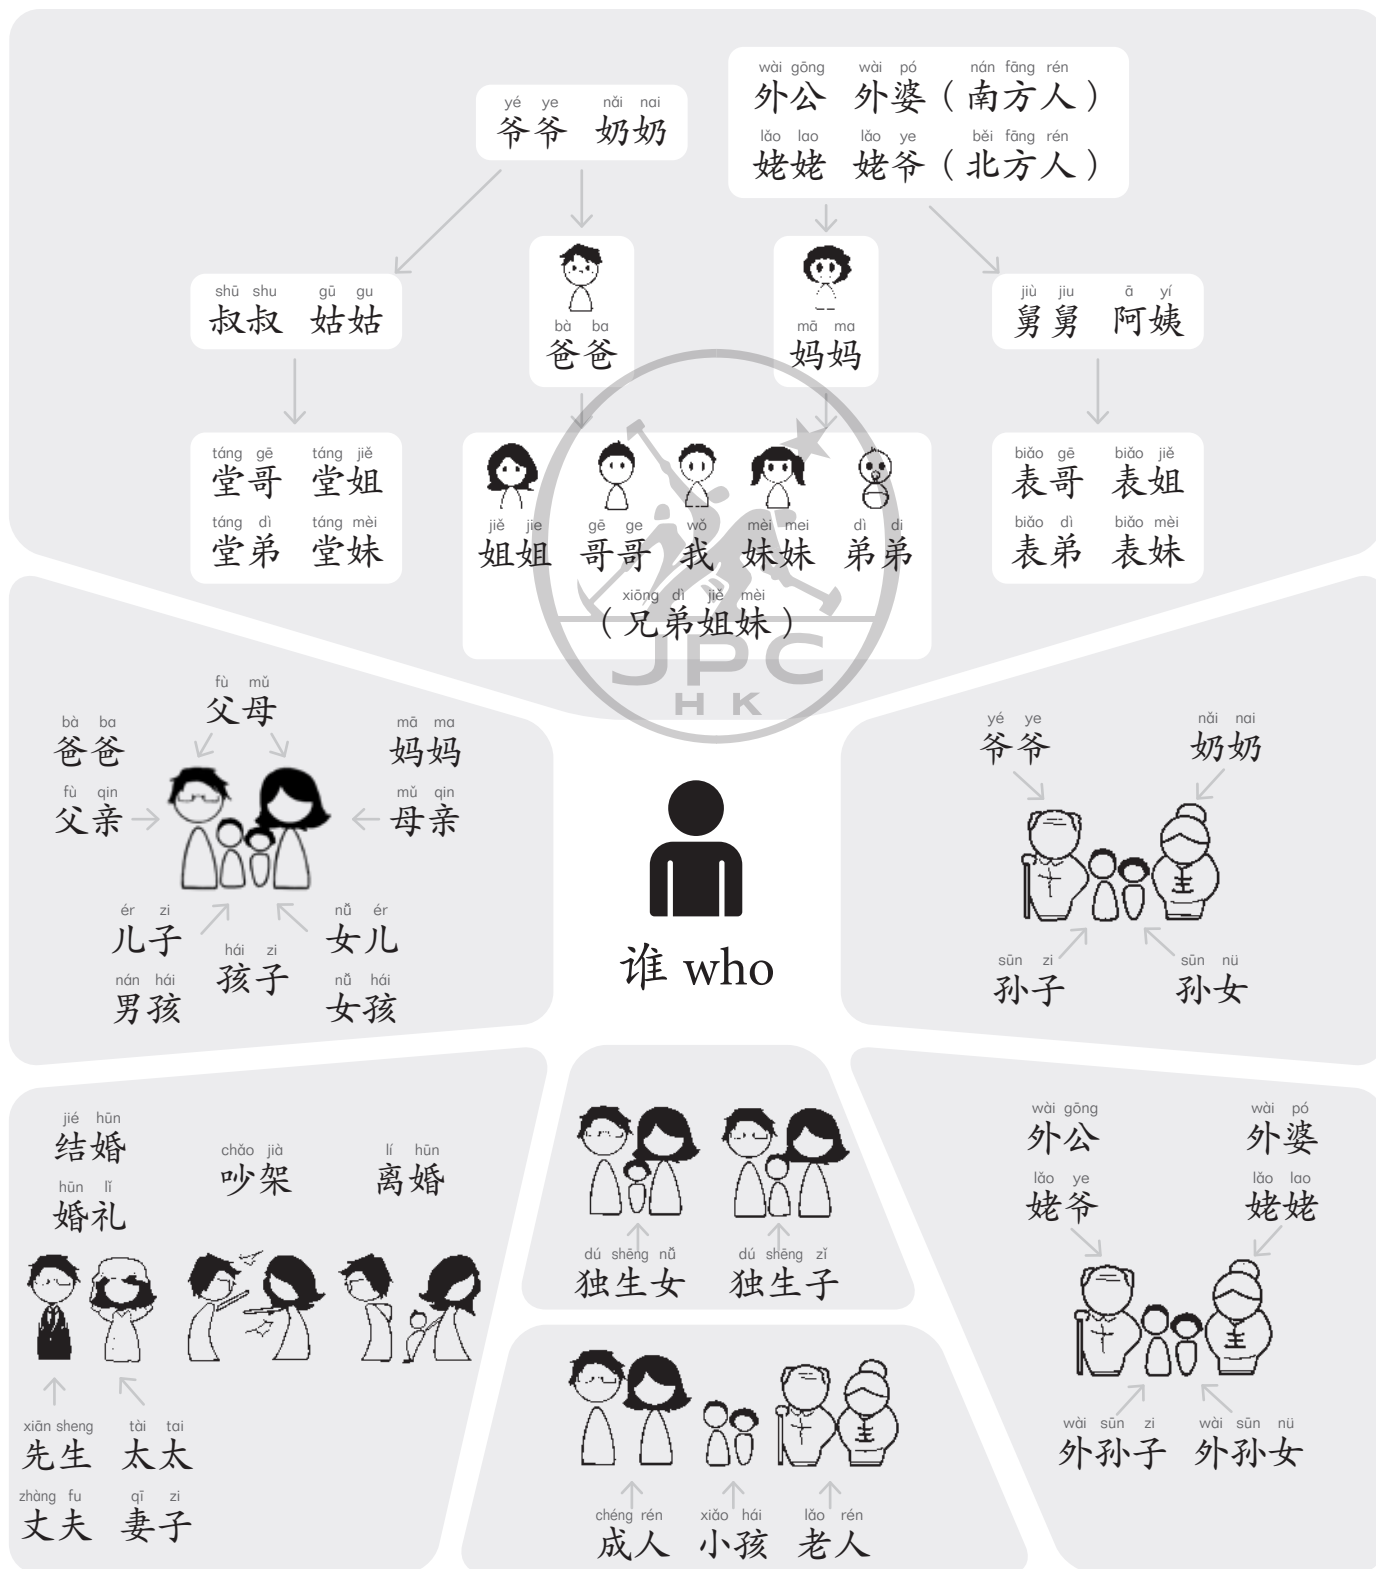 yé ye nǎi nai
爷爷 奶奶
wài gōng wài pó nán fāng rén
外公 外婆（南方人）
lǎo lao lǎo ye běi fāng rén
姥姥 姥爷（北方人）
shū shu gū gu
叔叔 姑姑
bà ba
爸爸
mā ma
妈妈
jiù jiu ā yí
舅舅 阿姨
táng gē táng jiě
堂哥 堂姐
táng dì táng mèi
堂弟 堂妹
jiě jie gē ge wǒ mèi mei dì di
姐姐 哥哥 我 妹妹 弟弟
xiōng dì jiě mèi
（兄弟姐妹）
biǎo gē biǎo jiě
表哥 表姐
biǎo dì biǎo mèi
表弟 表妹
JPC
HK
fù mǔ
父母
bà ba
爸爸
mā ma
妈妈
fù qin
父亲
mǔ qin
母亲
ér zi
儿子
nǚ ér
女儿
hái zi
孩子
nán hái
男孩
nǚ hái
女孩
谁 who
yé ye
爷爷
nǎi nai
奶奶
sūn zi
孙子
sūn nü
孙女
jié hūn
结婚
hūn lǐ
婚礼
chǎo jià
吵架
lí hūn
离婚
xiān sheng tài tai
先生 太太
zhàng fu qī zi
丈夫 妻子
dú shēng nǚ dú shēng zǐ
独生女 独生子
chéng rén xiǎo hái lǎo rén
成人 小孩 老人
wài gōng wài pó
外公 外婆
lǎo ye lǎo lao
姥爷 姥姥
wài sūn zi wài sūn nü
外孙子 外孙女